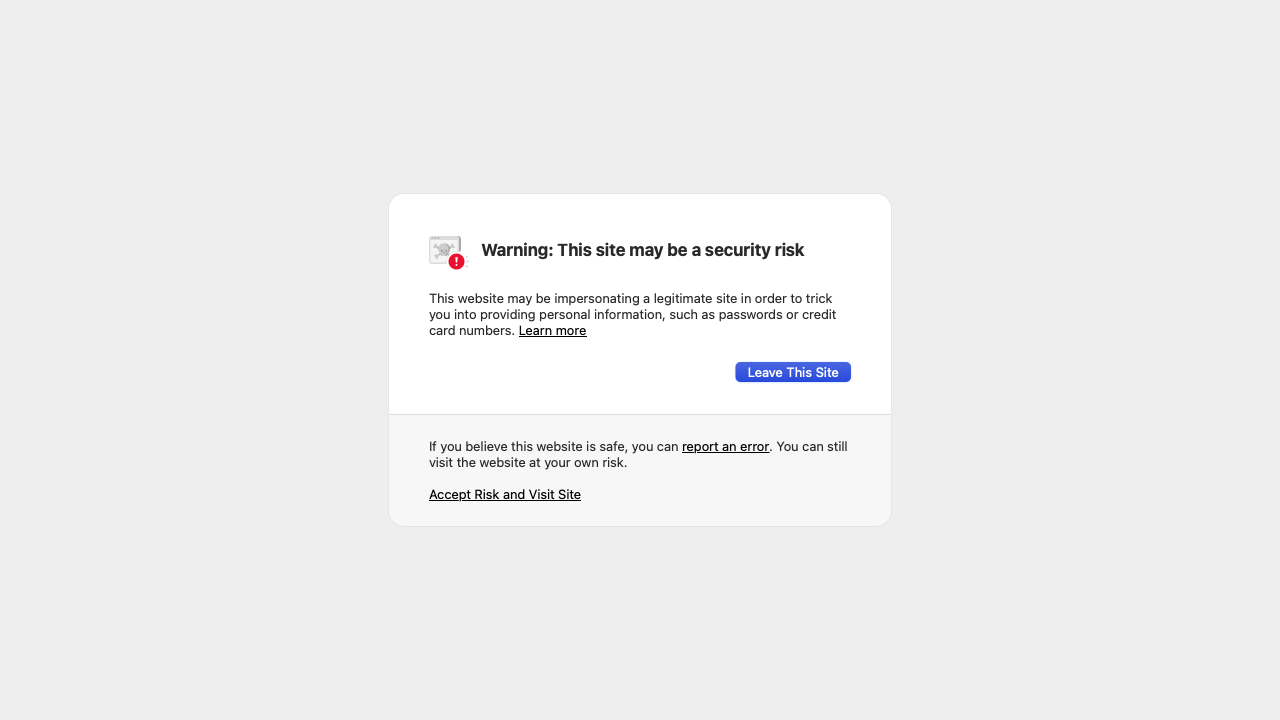 Warning: This site may be a security risk
This website may be impersonating a legitimate site in order to trick
you into providing personal information, such as passwords or credit
card numbers. Learn more
Leave This Site
If you believe this website is safe, you can report an error. You can still
visit the website at your own risk.
Accept Risk and Visit Site